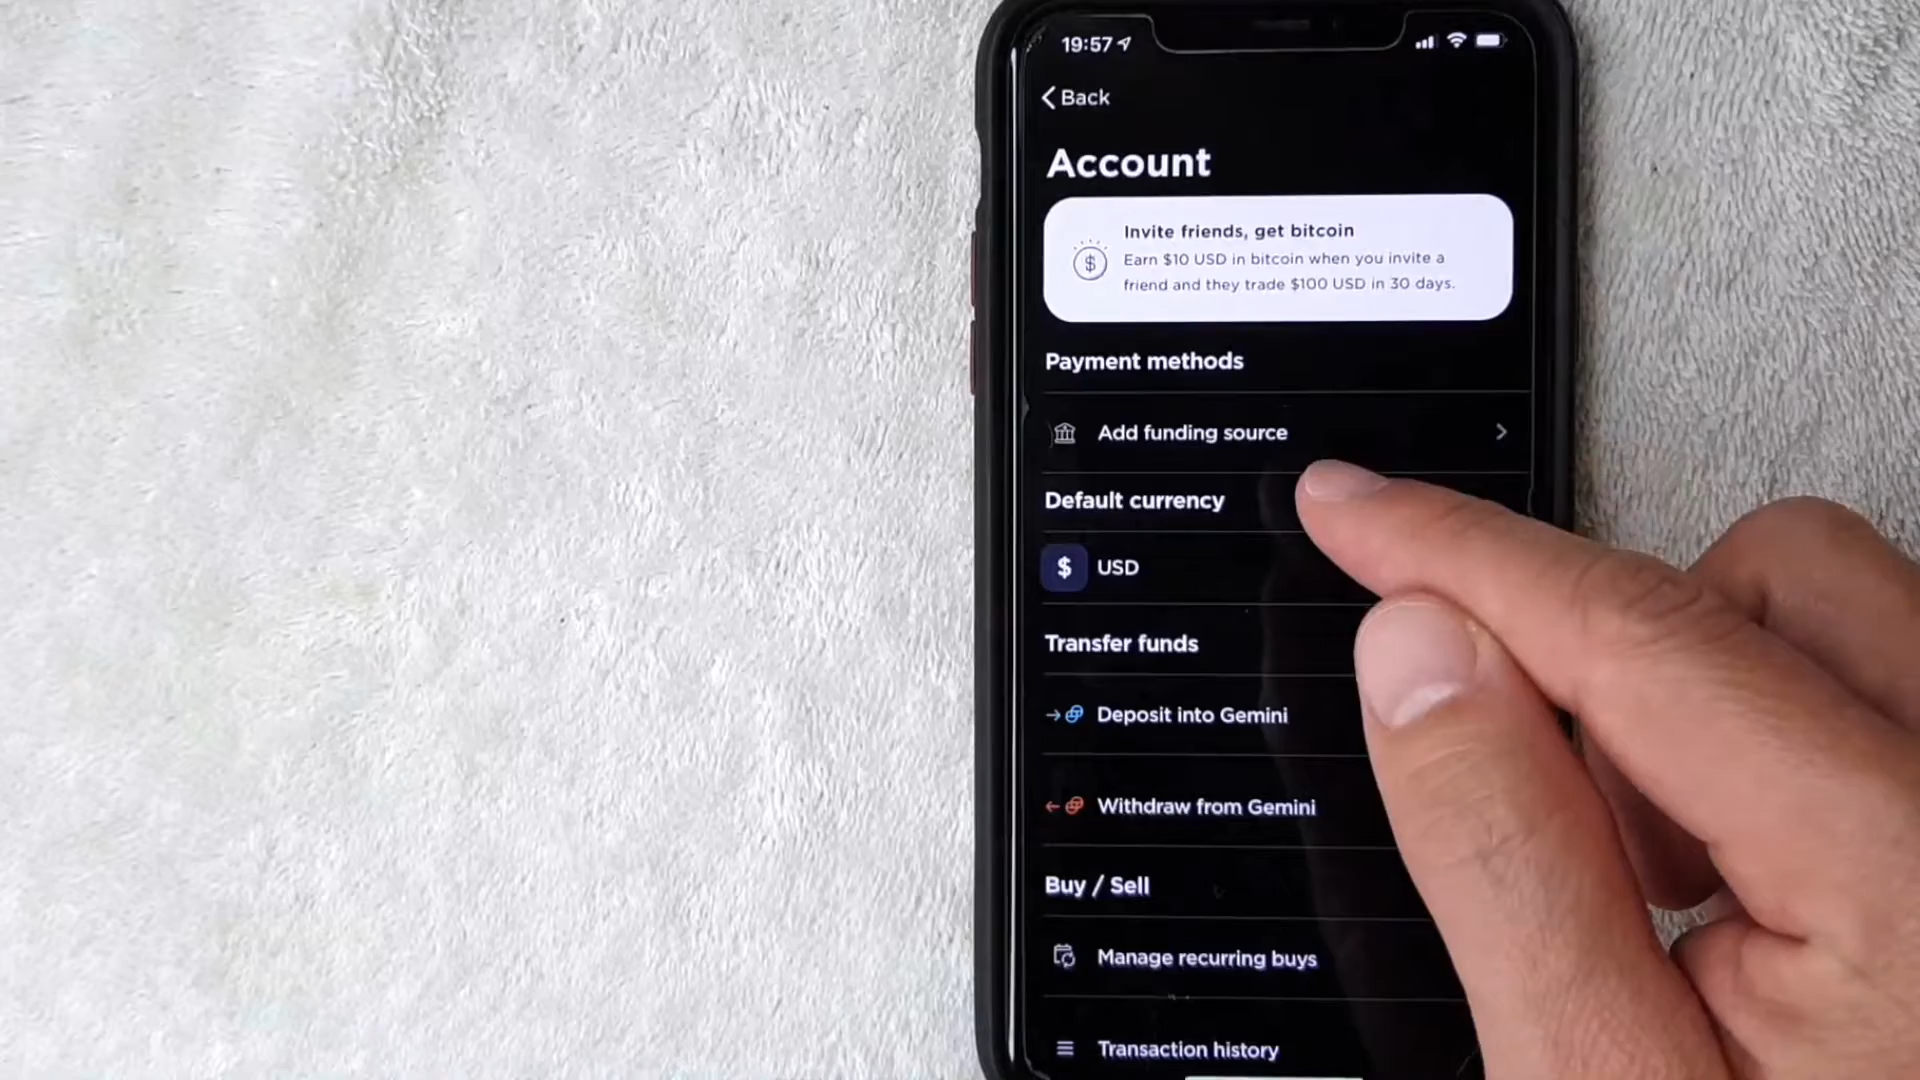 19:57
Back
Account
Invite friends, get bitcoin
Earn $10 USD in bitcoin when you invite a
friend and they trade $100 USD in 30 days.
Payment methods
Add funding source
Default currency
$ USD
Transfer funds
Deposit into Gemini
Withdraw from Gemini
Buy / Sell
Manage recurring buys
Transaction history